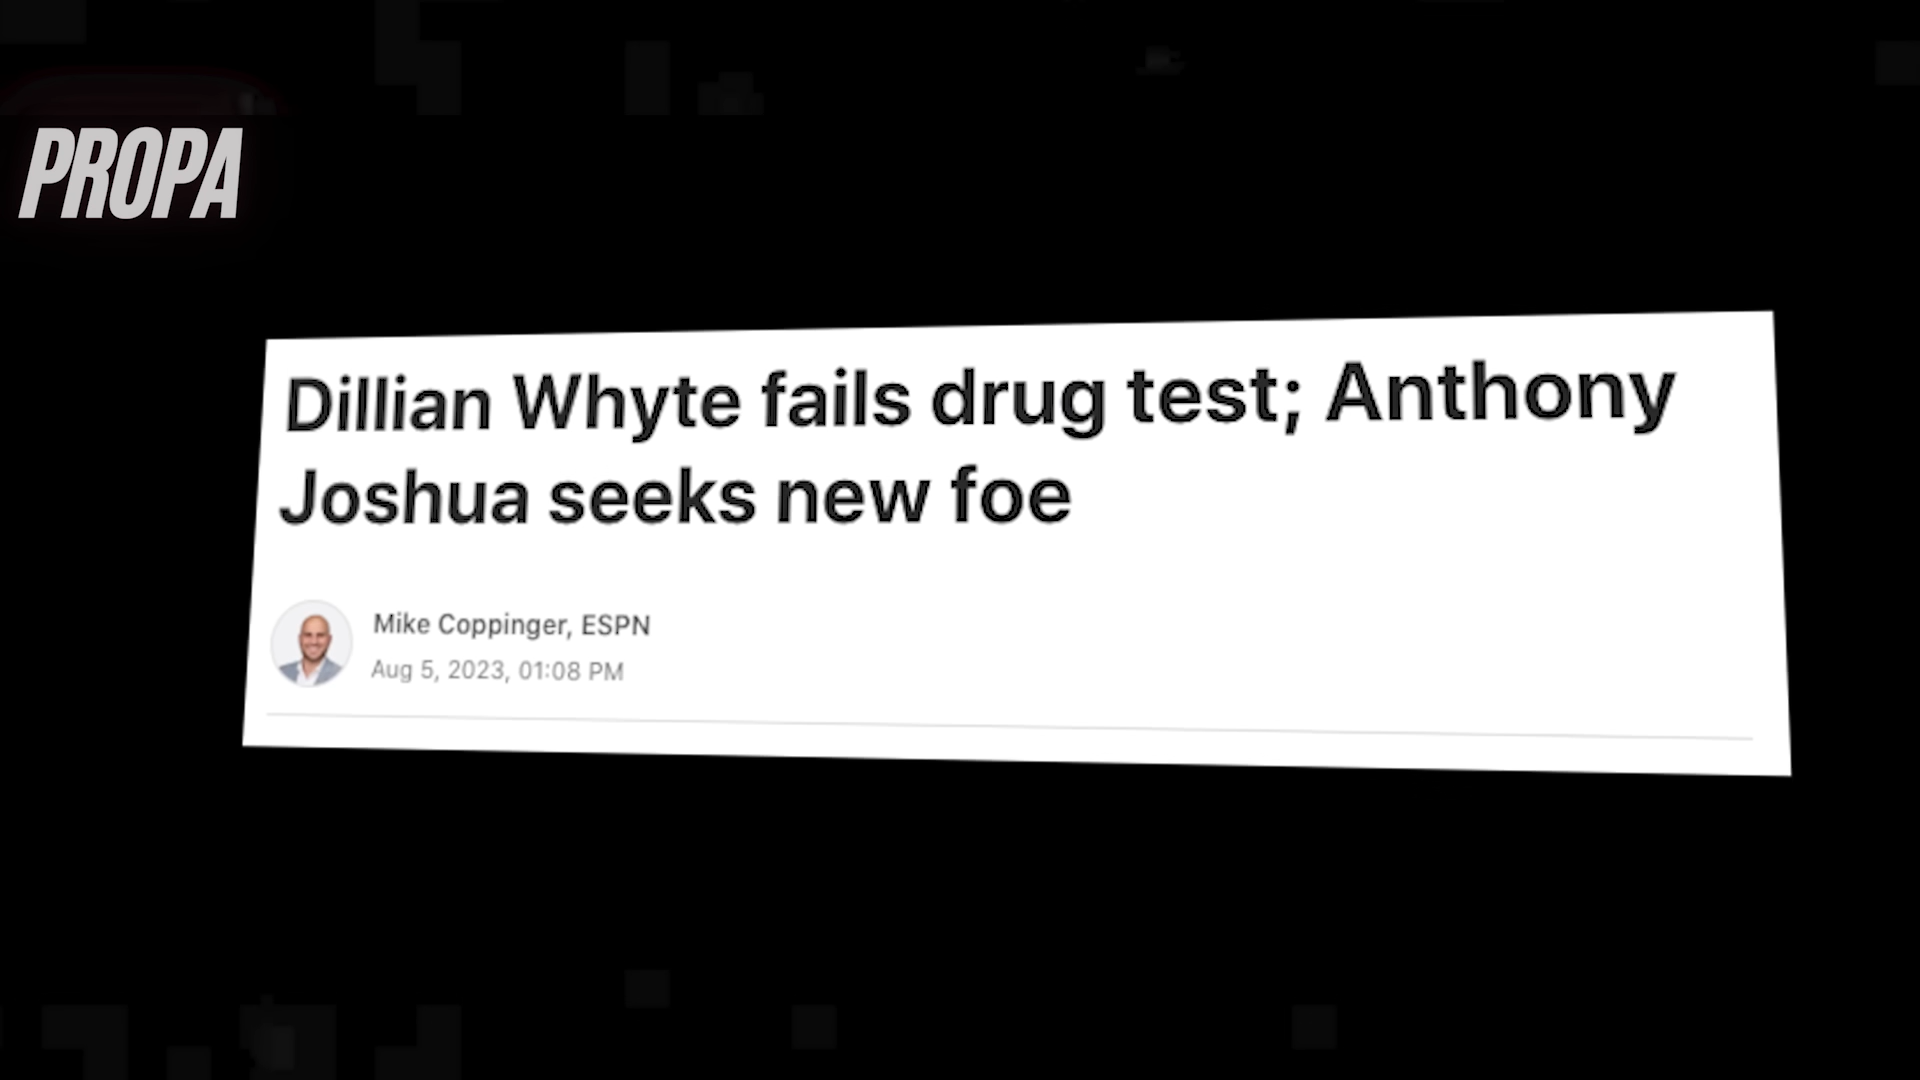 PROPA
Dillian Whyte fails drug test; Anthony
Joshua seeks new foe
Mike Coppinger, ESPN
Aug 5, 2023, 01:08 PM